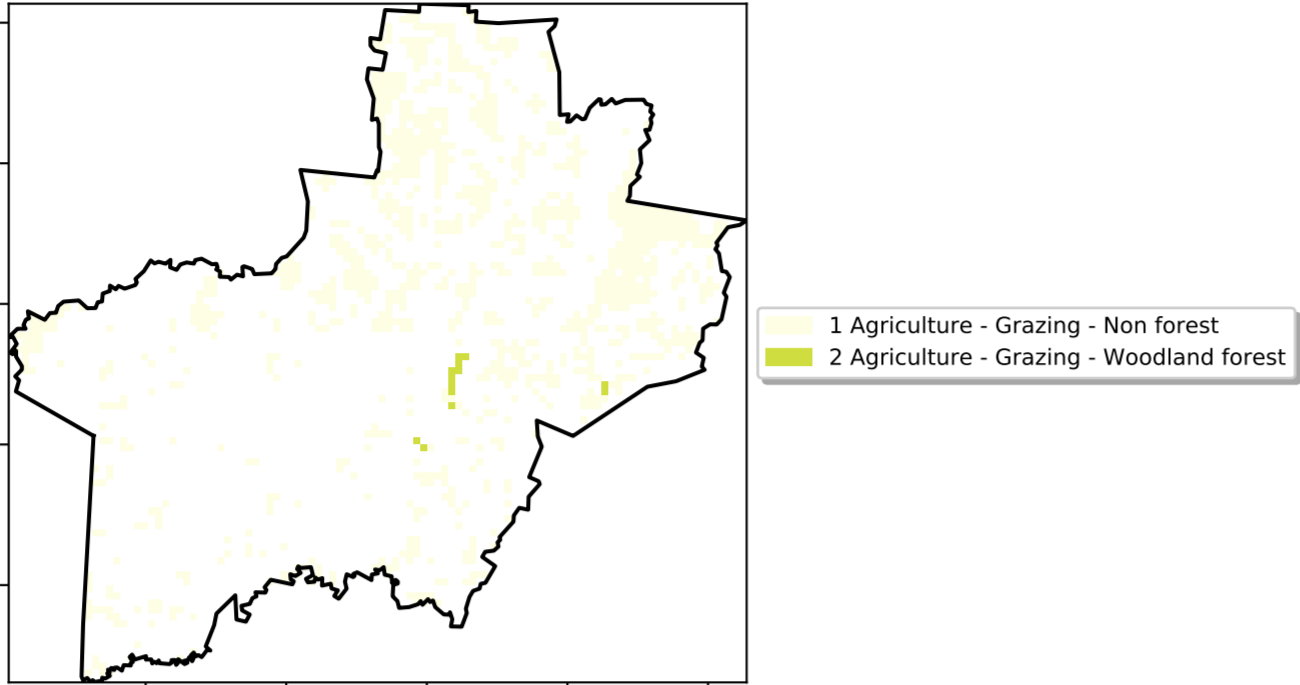 1 Agriculture - Grazing - Non forest
2 Agriculture - Grazing - Woodland forest